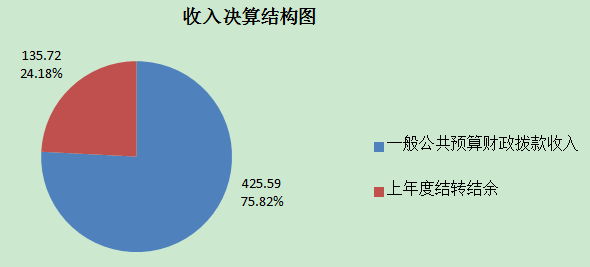 收入决算结构图
135.72
24.18%
425.59
75.82%
一般公共预算财政拨款收入
上年度结转结余